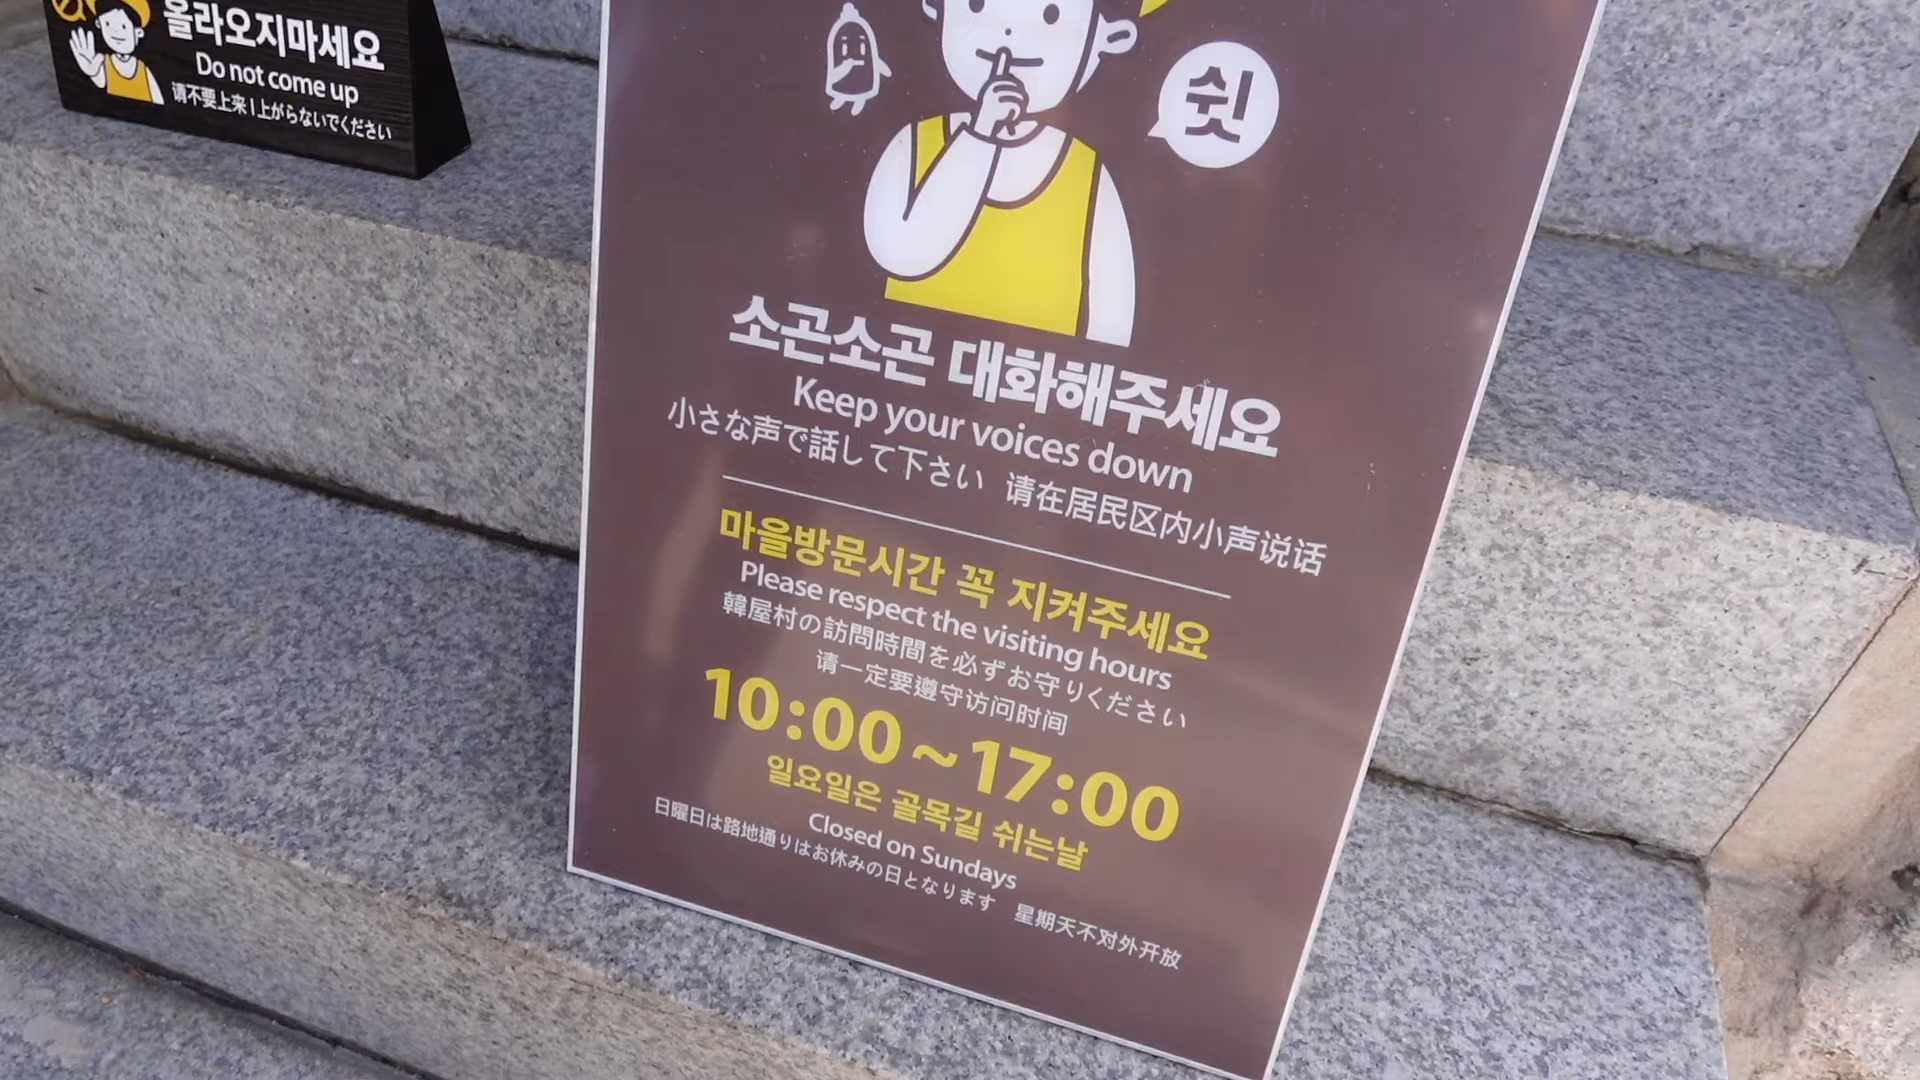 올라오지마세요
Do not come up
请不要上来 | 上がらないでください
쉿
소곤소곤 대화해주세요
Keep your voices down
小さな声で話して下さい 请在居民区内小声说话
마을방문시간 꼭 지켜주세요
Please respect the visiting hours
韓屋村の訪問時間を必ずお守りください
请一定要遵守访问时间
10:00~17:00
일요일은 골목길 쉬는날
Closed on Sundays
日曜日は路地通りはお休みの日となります 星期天不对外开放